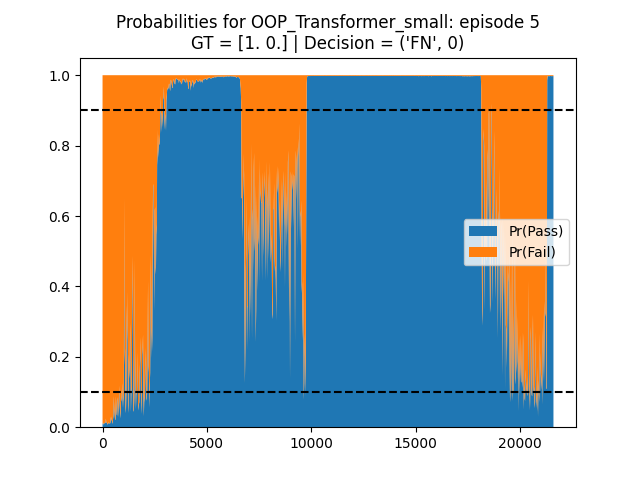 Probabilities for OOP_Transformer_small: episode 5
GT = [1. 0.] | Decision = ('FN', 0)
1.0
0.8
0.6
0.4
0.2
0.0
Pr(Pass)
Pr(Fail)
0
5000
10000
15000
20000